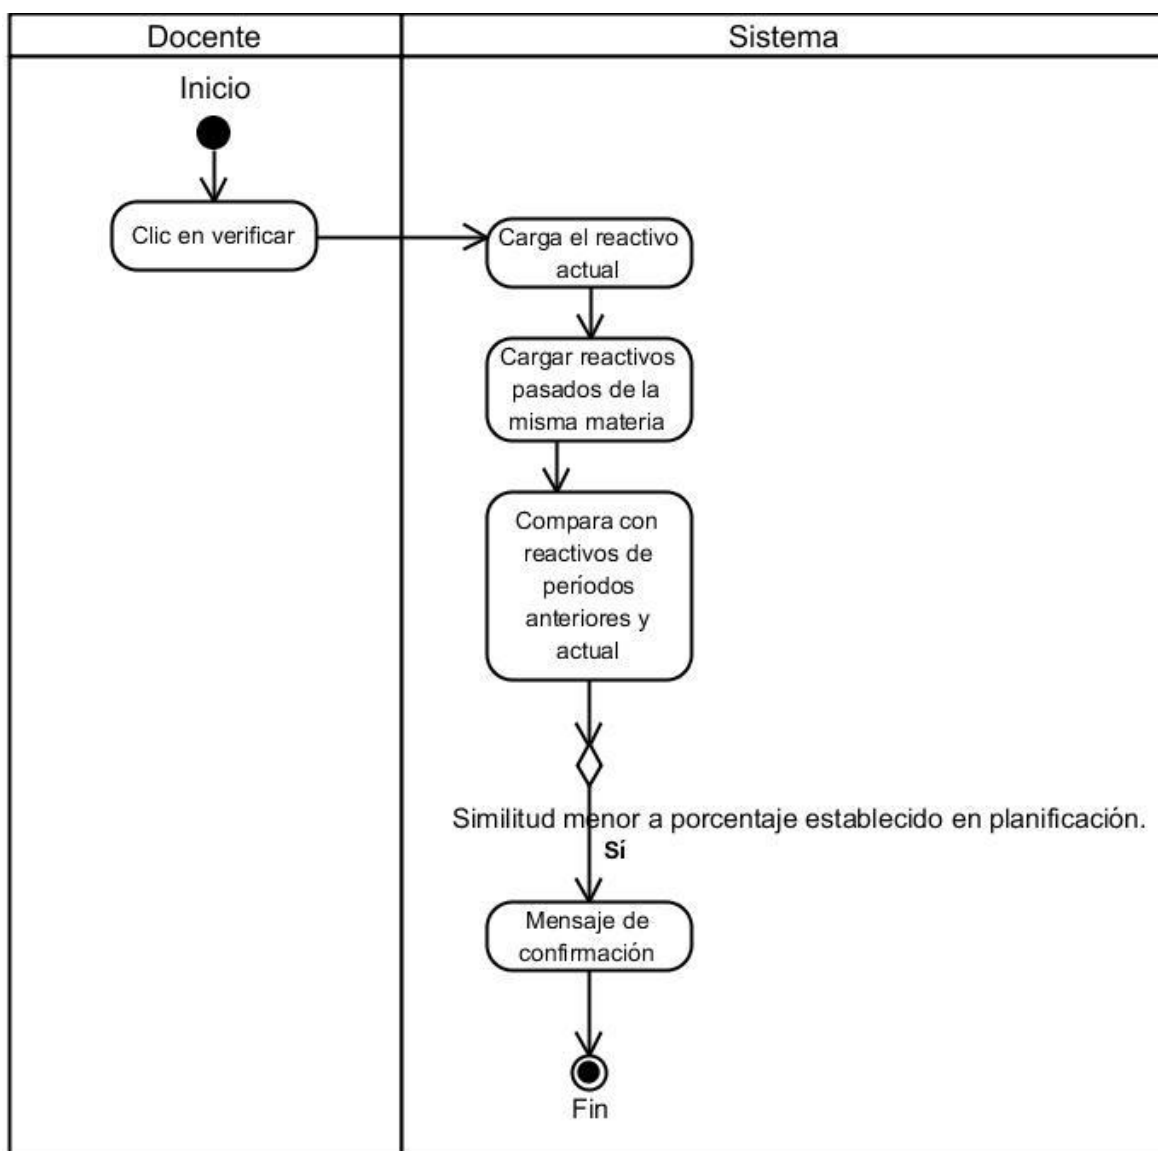 Docente
Sistema
Inicio
Clic en verificar
Carga el reactivo
actual
Cargar reactivos
pasados de la
misma materia
Compara con
reactivos de
períodos
anteriores y
actual
Similitud menor a porcentaje establecido en planificación.
Sí
Mensaje de
confirmación
Fin